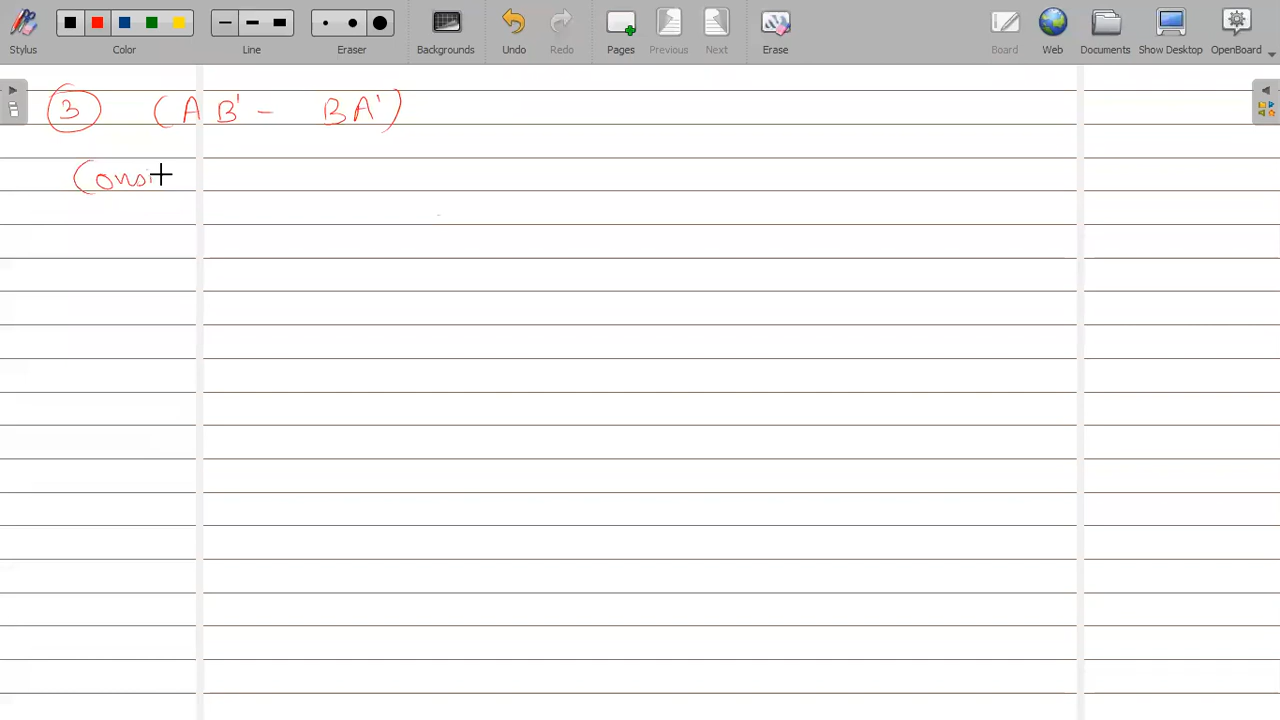 Stylus Color Line Eraser Backgrounds Undo Redo Pages Previous Next Erase Board Web Documents Show Desktop OpenBoard
3 (AB' - BA')
Consi